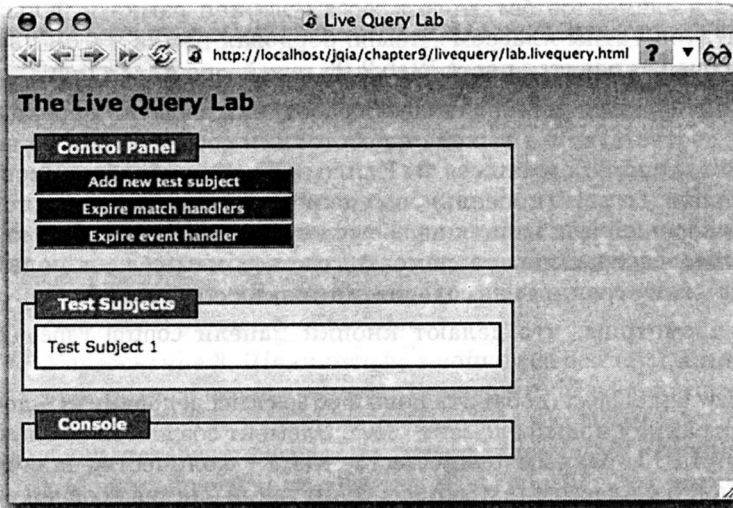 Live Query Lab
http://localhost/jqia/chapter9/livequery/lab.livequery.html ?
The Live Query Lab
Control Panel
Add new test subject
Expire match handlers
Expire event handler
Test Subjects
Test Subject 1
Console